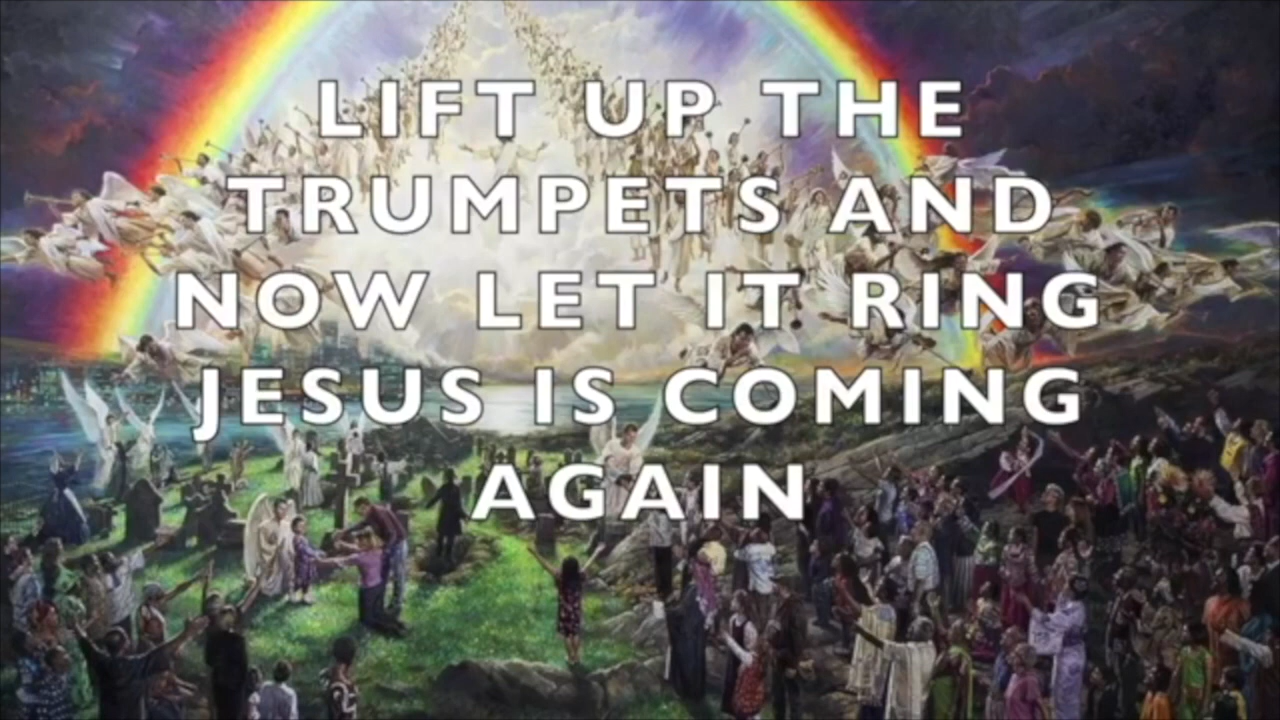 LIFT UP THE
TRUMPETS AND
NOW LET IT RING
JESUS IS COMING
AGAIN